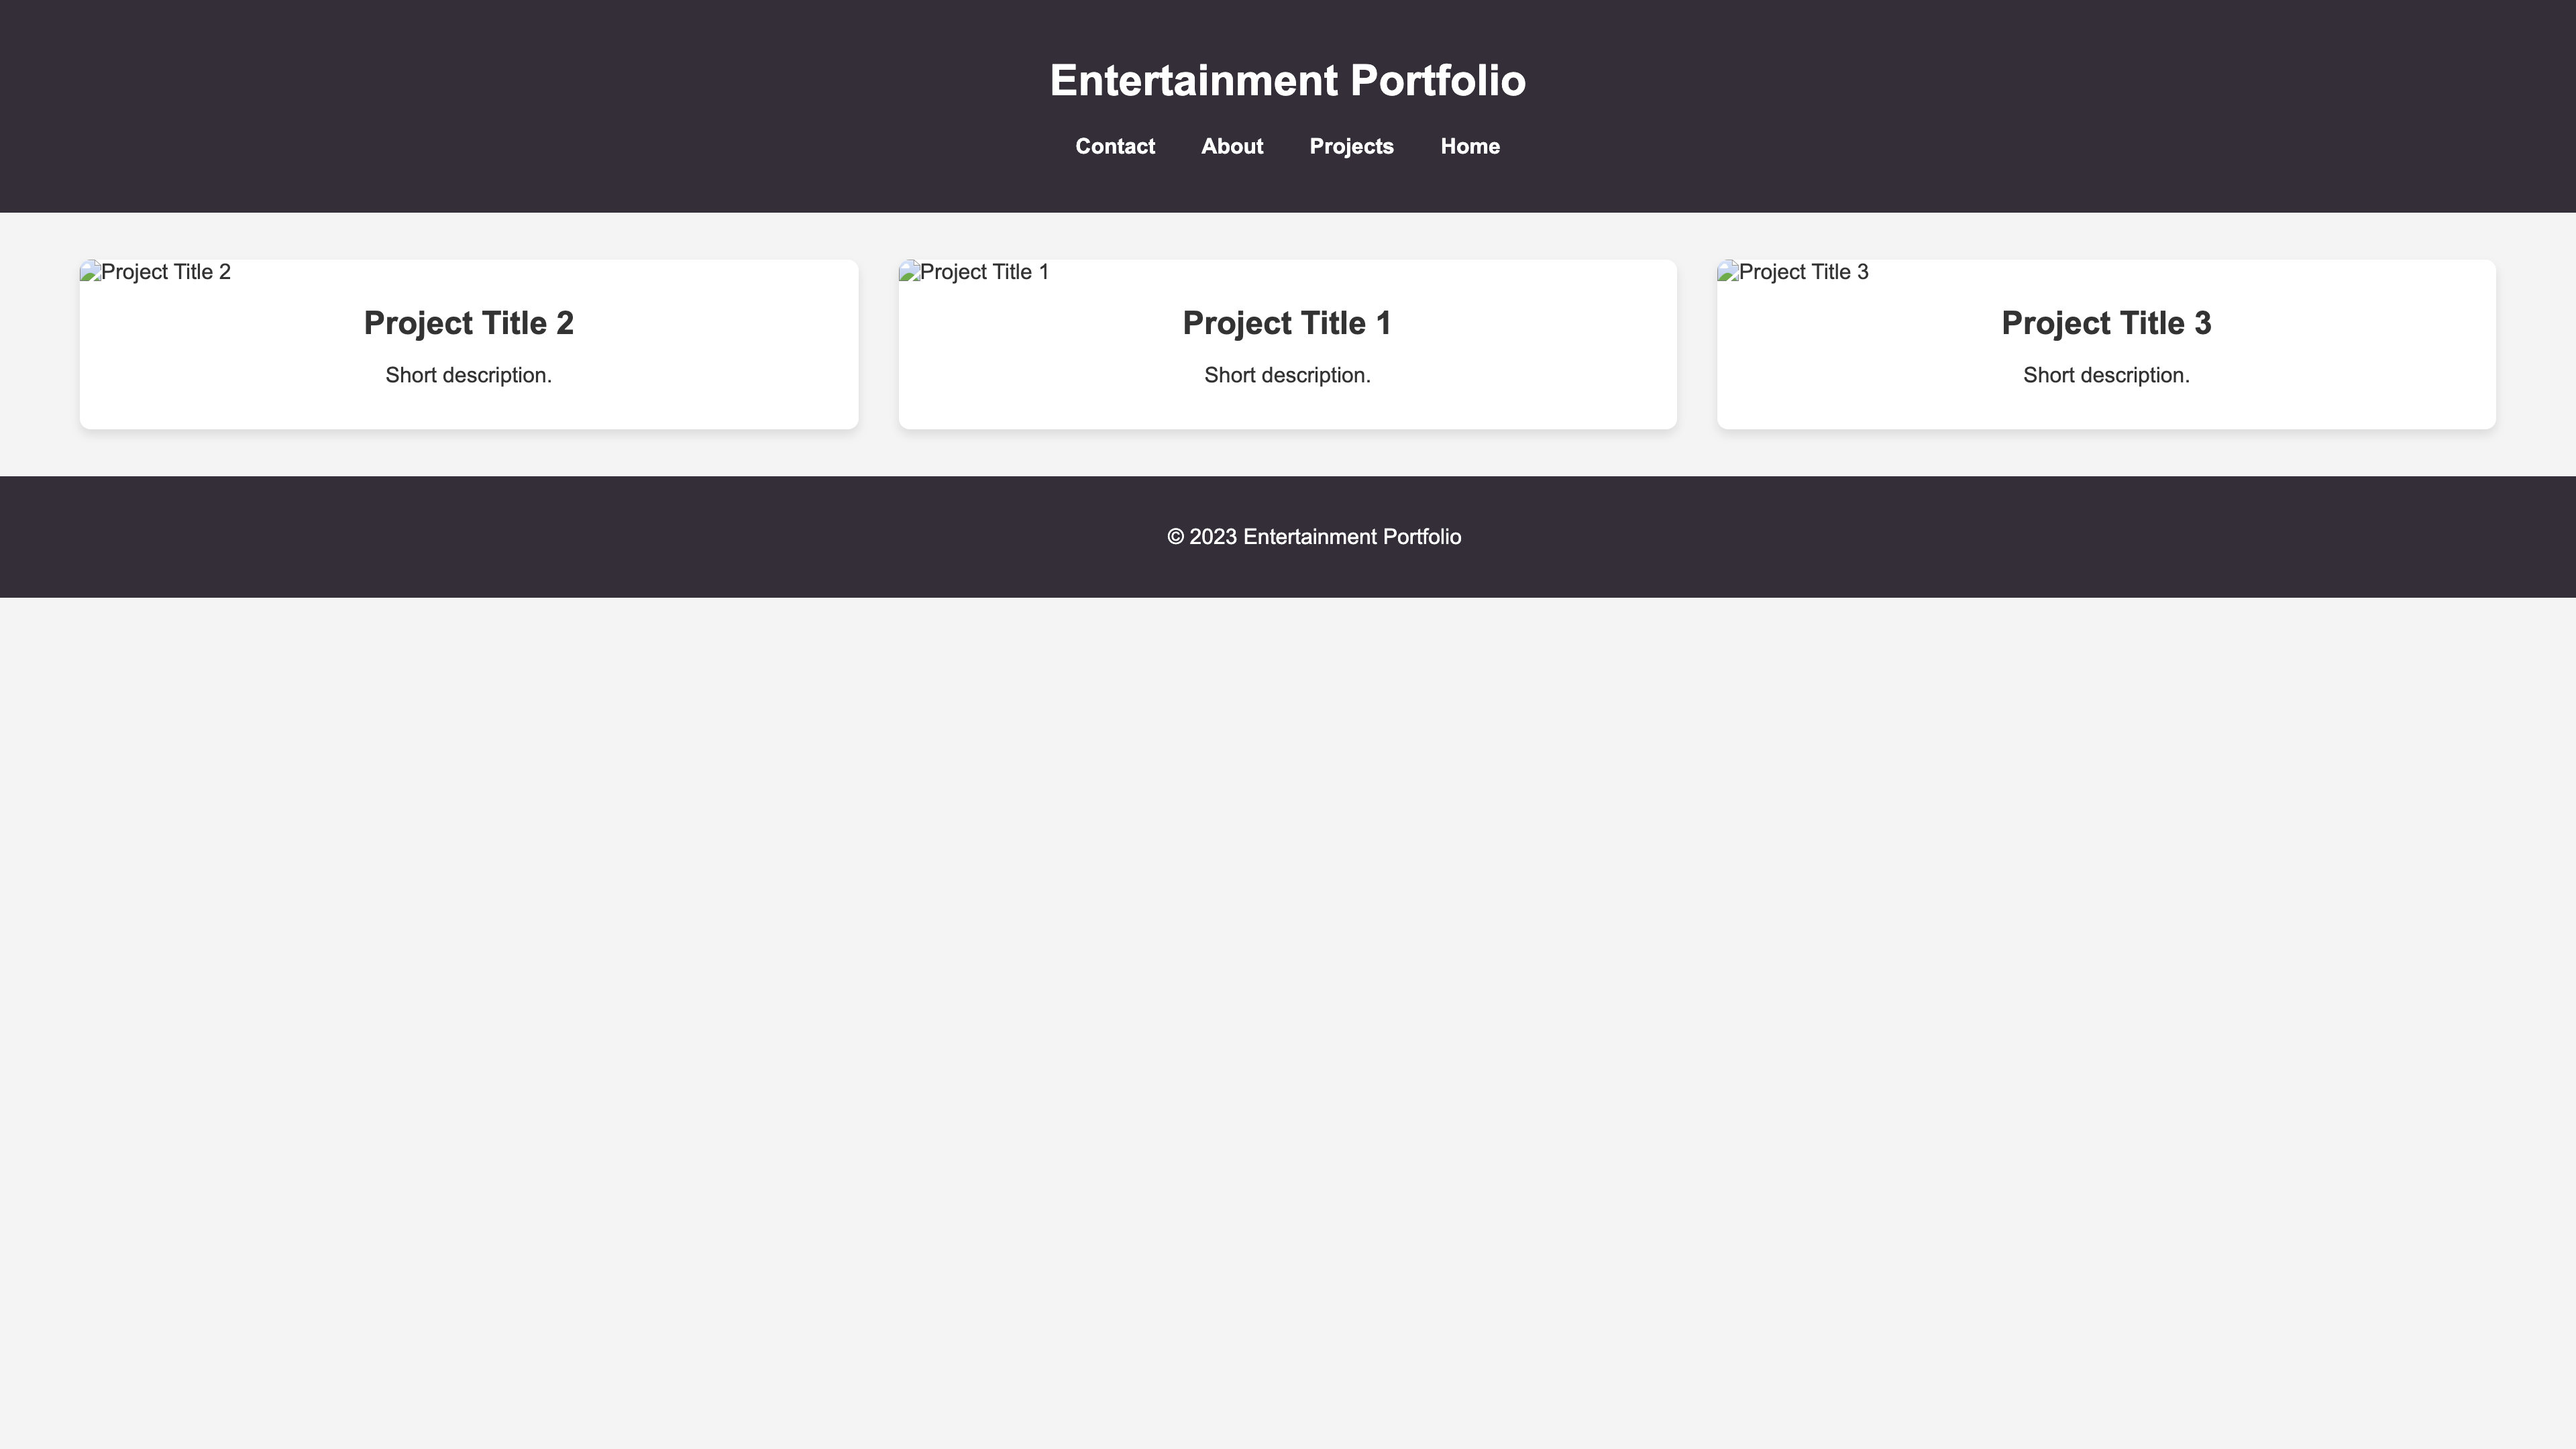 Entertainment Portfolio
Contact About Projects Home
Project Title 2
Project Title 2
Short description.
Project Title 1
Project Title 1
Short description.
Project Title 3
Project Title 3
Short description.
© 2023 Entertainment Portfolio